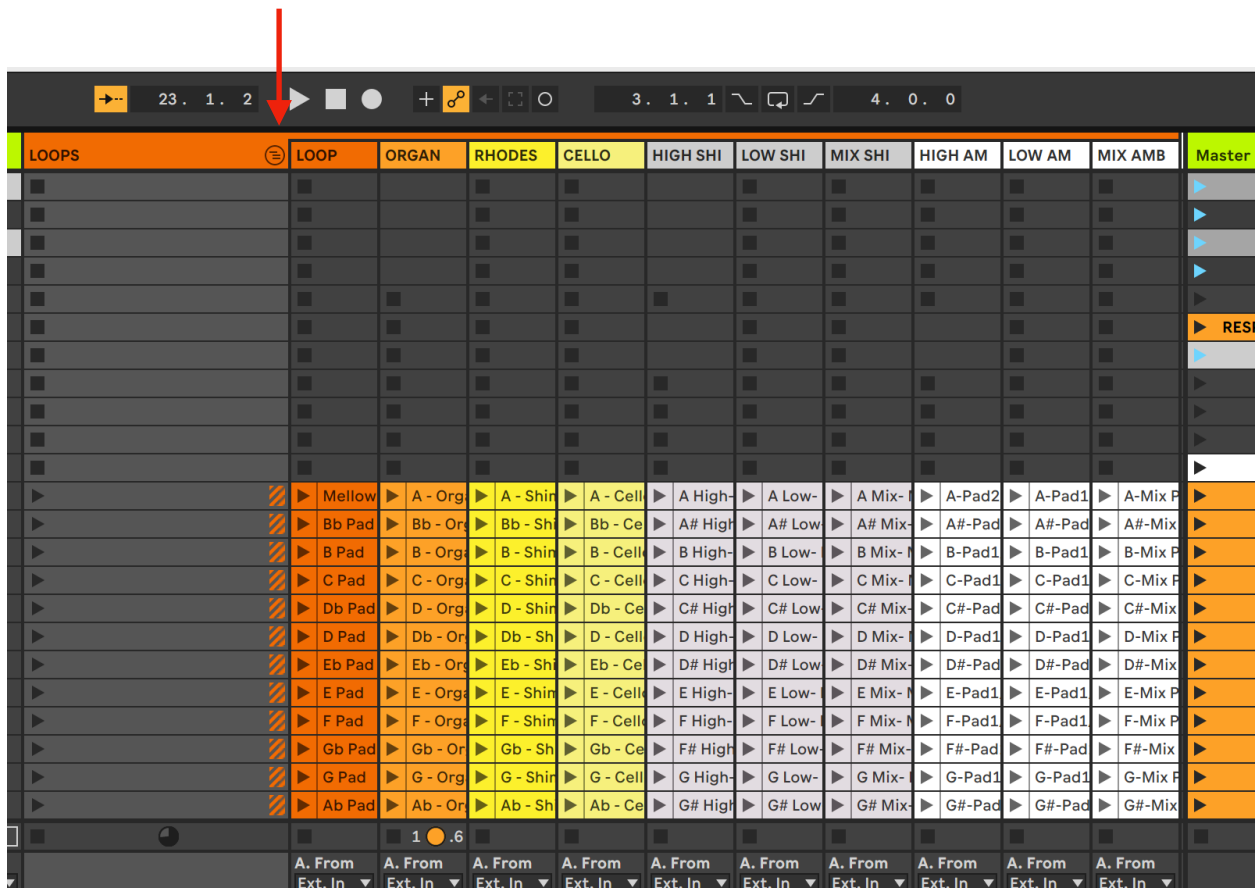 23. 1. 2 3. 1. 1 4. 0. 0
LOOPS LOOP ORGAN RHODES CELLO HIGH SHI LOW SHI MIX SHI HIGH AM LOW AM MIX AMB Master
RESE
Mellow A - Orga A - Shin A - Cell A High- A Low- A Mix- A-Pad2 A-Pad1 A-Mix P
Bb Pad Bb - Org Bb - Shi Bb - Ce A# High A# Low- A# Mix- A#-Pad A#-Pad A#-Mix
B Pad B - Orga B - Shin B - Cell B High- B Low- B Mix- B-Pad1 B-Pad1 B-Mix P
C Pad C - Orga C - Shin C - Cell C High- C Low- C Mix- C-Pad1 C-Pad1 C-Mix P
Db Pad D - Orga D - Shin Db - Ce C# High C# Low- C# Mix- C#-Pad C#-Pad C#-Mix
D Pad Db - Or Db - Sh D - Cell D High- D Low- D Mix- D-Pad1 D-Pad1 D-Mix P
Eb Pad Eb - Org Eb - Shi Eb - Ce D# High D# Low D# Mix- D#-Pad D#-Pad D#-Mix
E Pad E - Orga E - Shin E - Cell E High- E Low- E Mix- E-Pad1 E-Pad1 E-Mix P
F Pad F - Orga F - Shin F - Cell F High- F Low- F Mix- F-Pad1 F-Pad1 F-Mix P
Gb Pad Gb - Or Gb - Sh Gb - Ce F# High F# Low- F# Mix- F#-Pad F#-Pad F#-Mix
G Pad G - Orga G - Shin G - Cell G High- G Low- G Mix- G-Pad1 G-Pad1 G-Mix P
Ab Pad Ab - Or Ab - Sh Ab - Ce G# High G# Low G# Mix- G#-Pad G#-Pad G#-Mix
1 .6
A. From A. From A. From A. From A. From A. From A. From A. From A. From A. From
Ext. In Ext. In Ext. In Ext. In Ext. In Ext. In Ext. In Ext. In Ext. In Ext. In